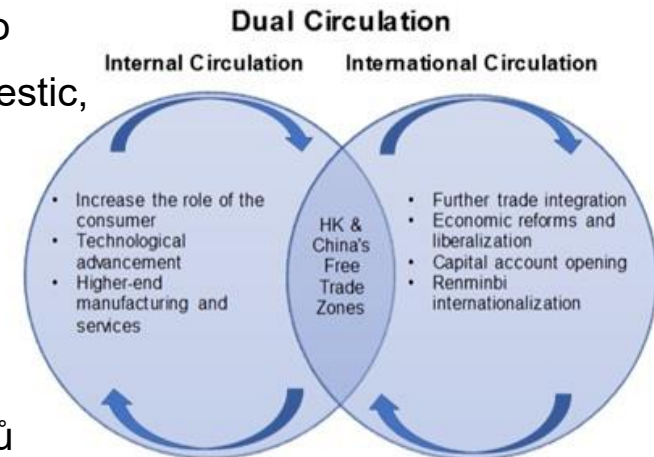 Dual Circulation
o
Internal Circulation
International Circulation
estic,
• Increase the role of the
consumer
• Technological
advancement
• Higher-end
manufacturing and
services
HK &
China's
Free
Trade
Zones
• Further trade integration
• Economic reforms and
liberalization
• Capital account opening
• Renminbi
internationalization
ů